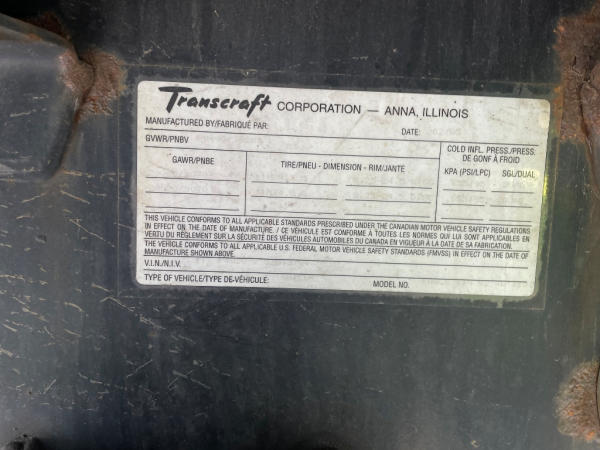 Transcraft CORPORATION — ANNA, ILLINOIS
MANUFACTURED BY/FABRIQUÉ PAR: DATE:
GVWR/PNBV
COLD INFL. PRESS./PRESS.
DE GONF À FROID
GAWR/PNBE TIRE/PNEU - DIMENSION - RIM/JANTE KPA (PSI/LPC) SGL/DUAL
THIS VEHICLE CONFORMS TO ALL APPLICABLE STANDARDS PRESCRIBED UNDER THE CANADIAN MOTOR VEHICLE SAFETY REGULATIONS
IN EFFECT ON THE DATE OF MANUFACTURE. / CE VÉHICULE EST CONFORME À TOUTES LES NORMES QUI LUI SONT APPLICABLES EN
VERTU DU RÈGLEMENT SUR LA SÉCURITÉ DES VÉHICULES AUTOMOBILES DU CANADA EN VIGUEUR À LA DATE DE SA FABRICATION.
THE VEHICLE CONFORMS TO ALL APPLICABLE U.S. FEDERAL MOTOR VEHICLE SAFETY STANDARDS (FMVSS) IN EFFECT ON THE DATE OF
MANUFACTURE SHOWN ABOVE.
V.I.N./N.I.V.
TYPE OF VEHICLE/TYPE DE-VÉHICULE: MODEL NO.